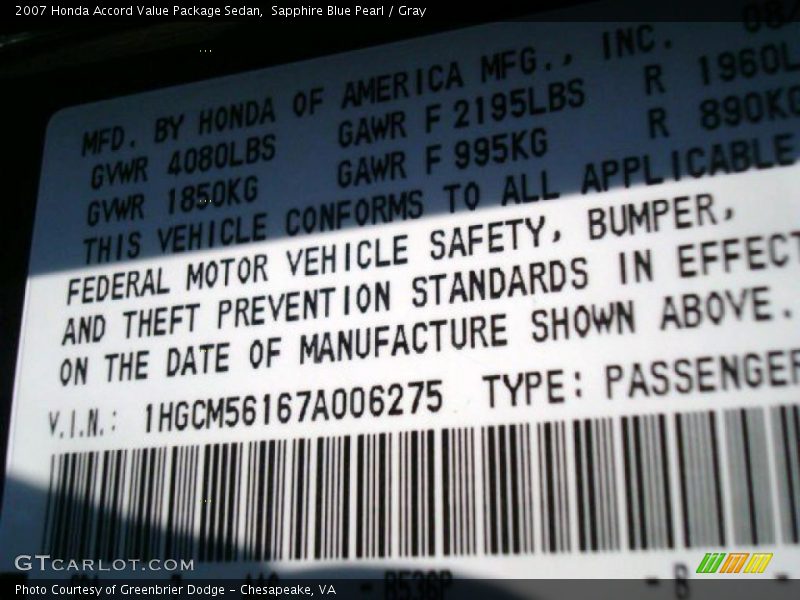 2007 Honda Accord Value Package Sedan, Sapphire Blue Pearl / Gray
MFD. BY HONDA OF AMERICA MFG., INC.
GVWR 4080LBS GAWR F 2195LBS R 1960L
GVWR 1850KG GAWR F 995KG R 890KG
THIS VEHICLE CONFORMS TO ALL APPLICABLE
FEDERAL MOTOR VEHICLE SAFETY, BUMPER,
AND THEFT PREVENTION STANDARDS IN EFFECT
ON THE DATE OF MANUFACTURE SHOWN ABOVE.
V.I.N.: 1HGCM56167A006275 TYPE: PASSENGER
GTCARLOT.COM
Photo Courtesy of Greenbrier Dodge - Chesapeake, VA